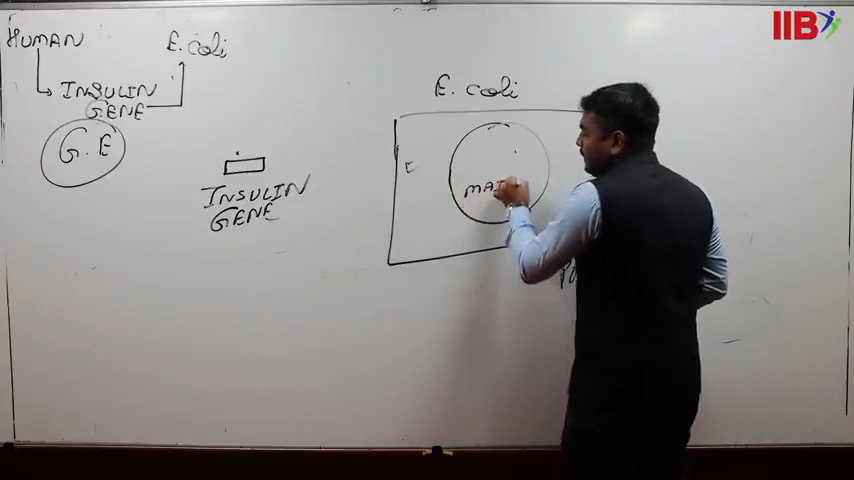 HUMAN
E. coli
INSULIN
GENE
G.E
INSULIN
GENE
E. coli
IIB